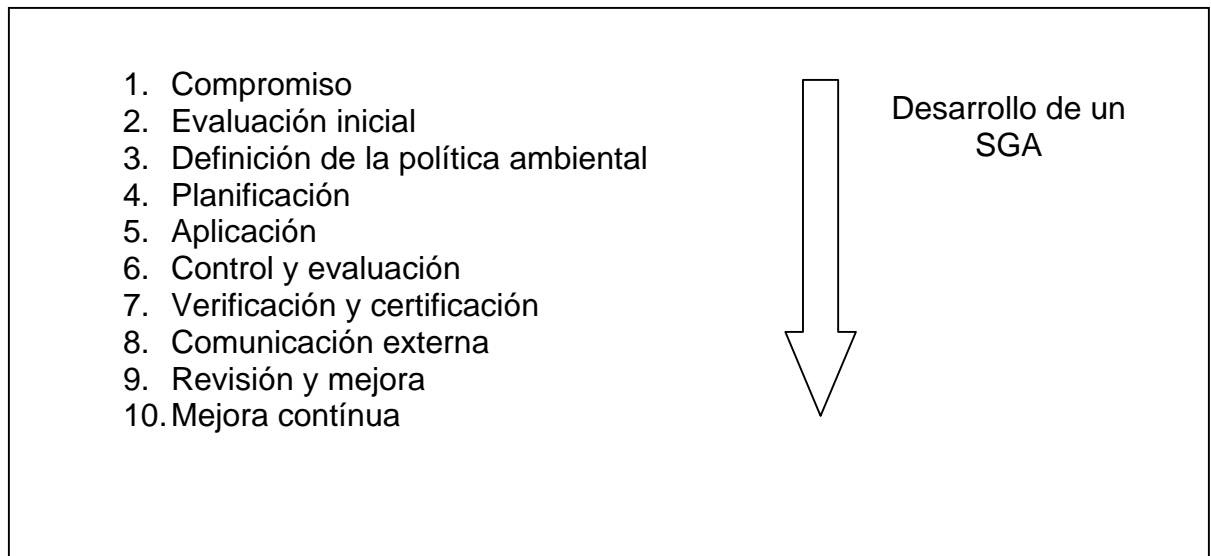 1. Compromiso
2. Evaluación inicial
3. Definición de la política ambiental
4. Planificación
5. Aplicación
6. Control y evaluación
7. Verificación y certificación
8. Comunicación externa
9. Revisión y mejora
10. Mejora contínua
Desarrollo de un
SGA